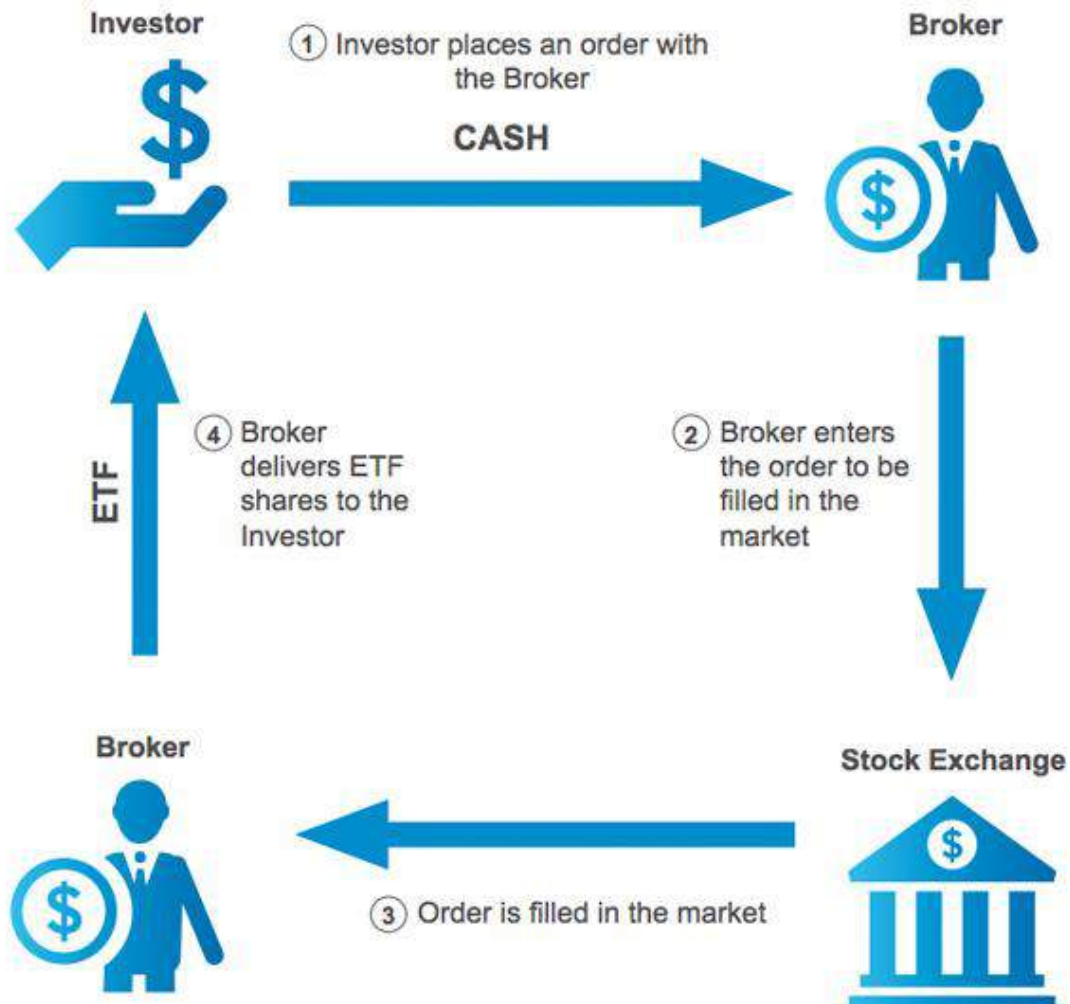 Investor
① Investor places an order with
the Broker
CASH
Broker
$
$
④ Broker
delivers ETF
shares to the
Investor
ETF
② Broker enters
the order to be
filled in the
market
Broker
Stock Exchange
$
$
③ Order is filled in the market